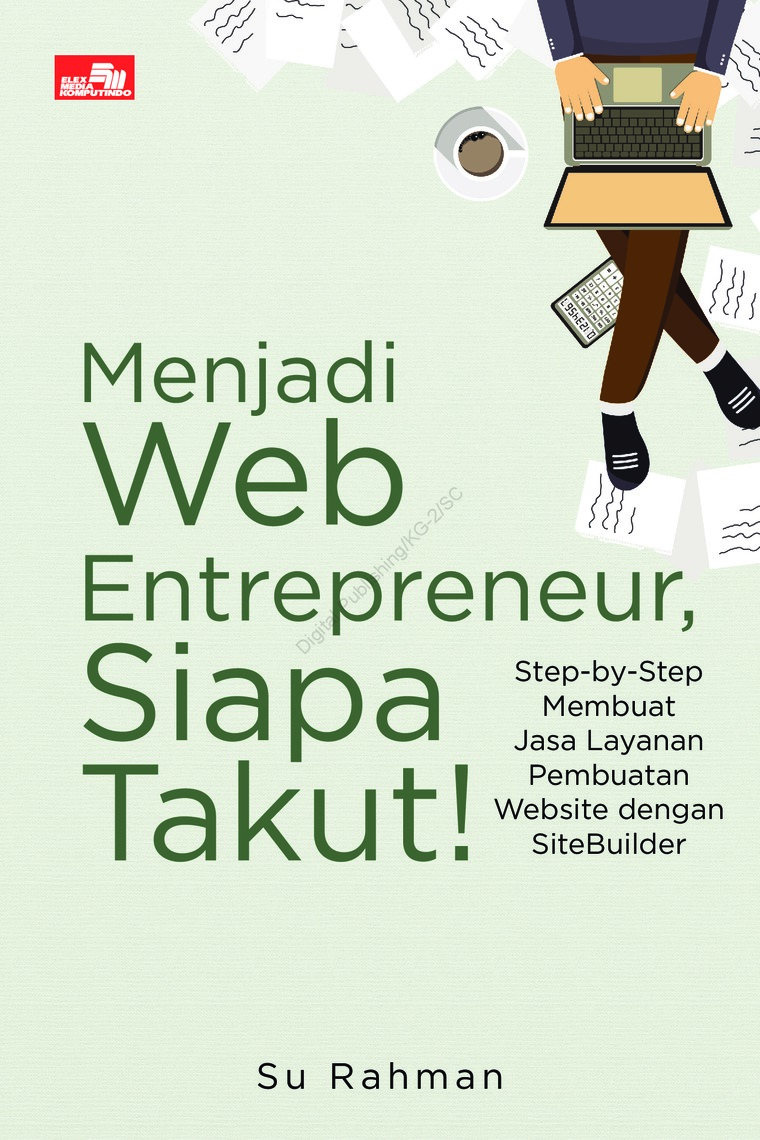 ELEX
MEDIA
KOMPUTINDO
Menjadi
Web
Entrepreneur,
Siapa
Takut!
Step-by-Step
Membuat
Jasa Layanan
Pembuatan
Website dengan
SiteBuilder
Digital Publishing/KG-2/SC
Su Rahman